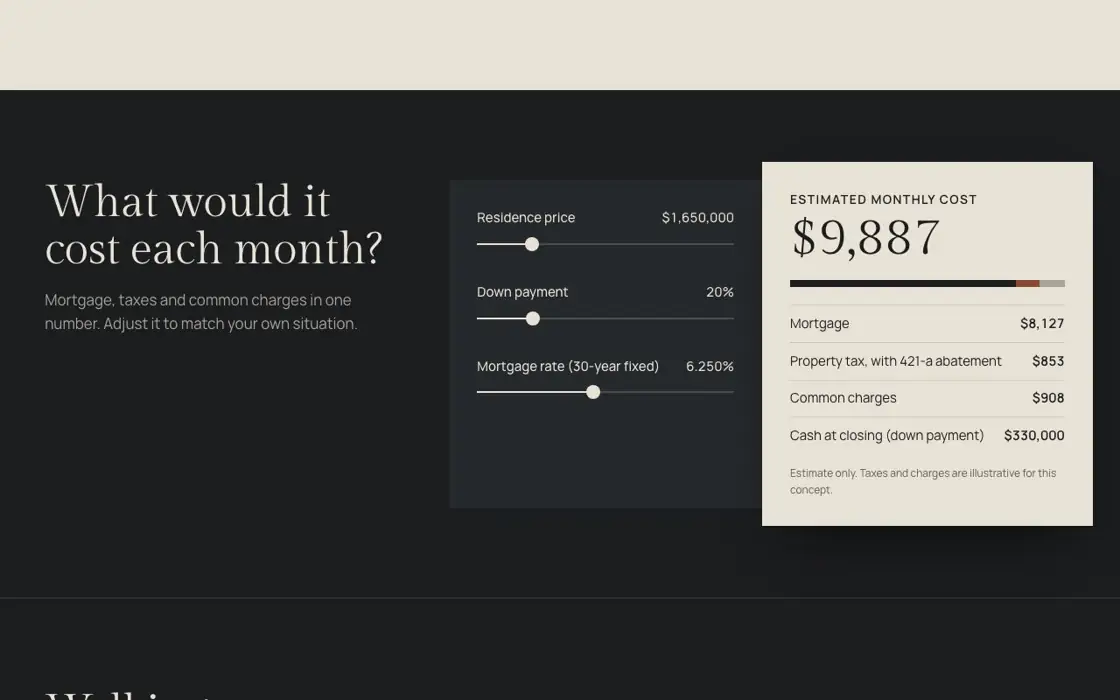 What would it
cost each month?
Mortgage, taxes and common charges in one
number. Adjust it to match your own situation.
Residence price $1,650,000
Down payment 20%
Mortgage rate (30-year fixed) 6.250%
ESTIMATED MONTHLY COST
$9,887
Mortgage $8,127
Property tax, with 421-a abatement $853
Common charges $908
Cash at closing (down payment) $330,000
Estimate only. Taxes and charges are illustrative for this
concept.